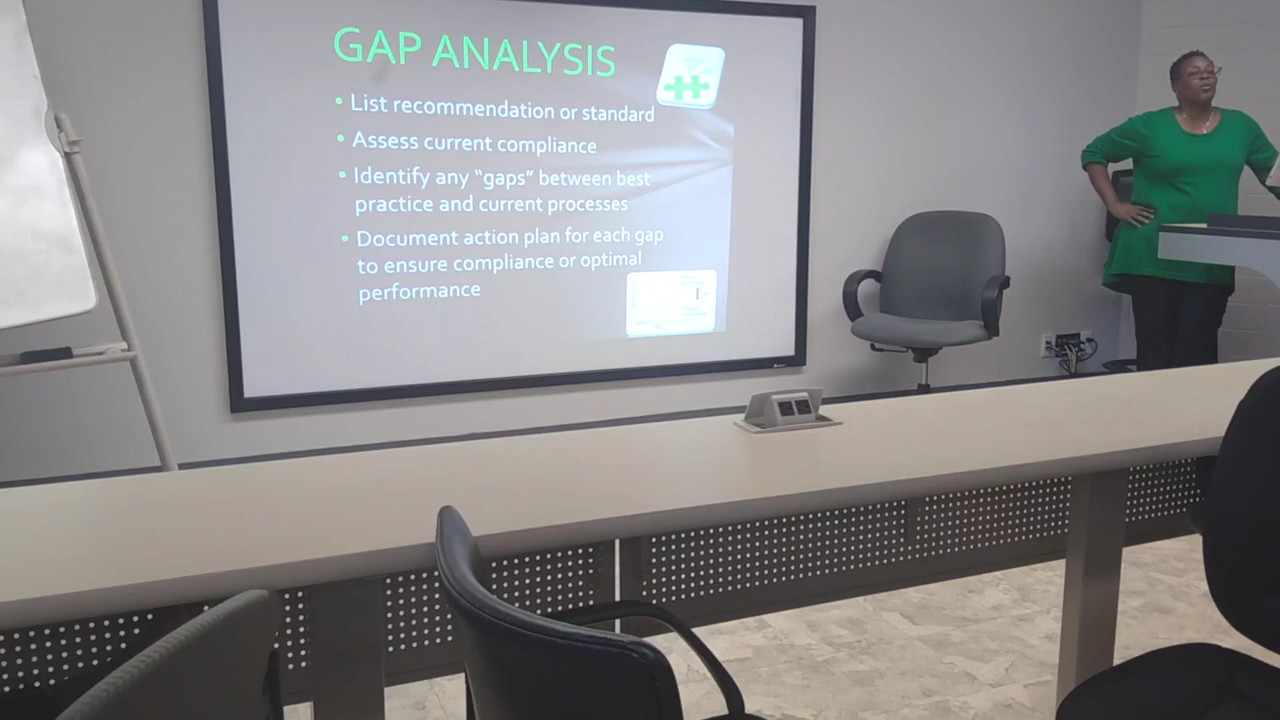 GAP ANALYSIS
• List recommendation or standard
• Assess current compliance
• Identify any “gaps” between best
practice and current processes
• Document action plan for each gap
to ensure compliance or optimal
performance